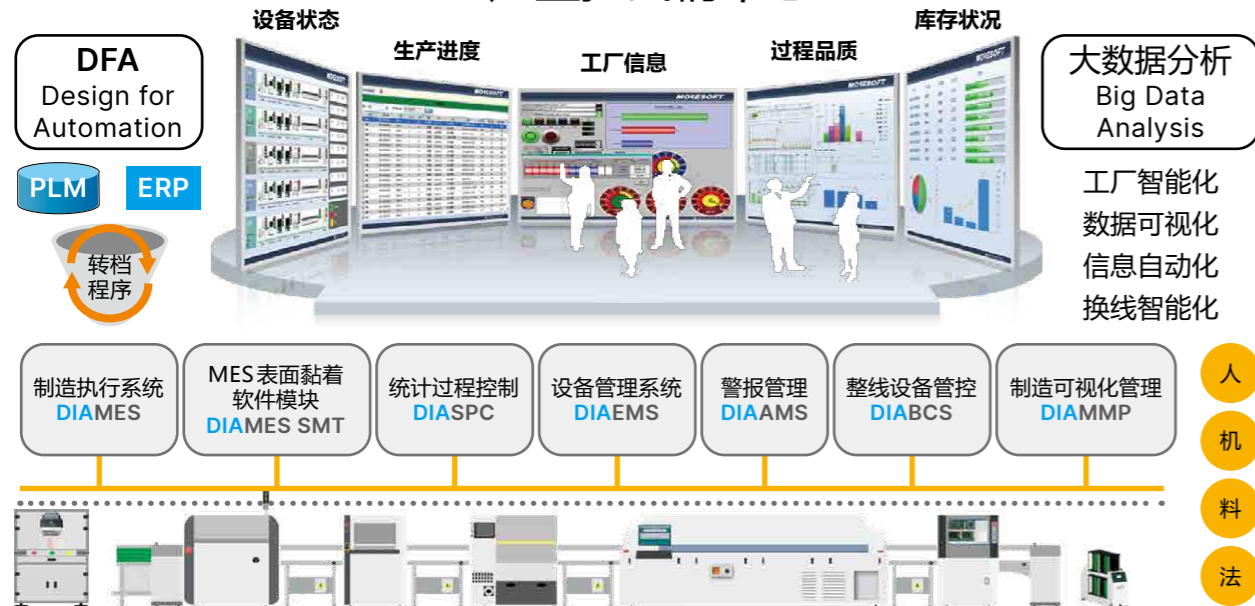 设备状态
生产进度
工厂信息
过程品质
库存状况
DFA
Design for
Automation
PLM
ERP
转档
程序
MORESOFT
MORESOFT
MORESOFT
MORESOFT
MORESOFT
大数据分析
Big Data
Analysis
工厂智能化
数据可视化
信息自动化
换线智能化
制造执行系统
DIAMES
MES表面黏着
软件模块
DIAMES SMT
统计过程控制
DIASPC
设备管理系统
DIAEMS
警报管理
DIAAMS
整线设备管控
DIABCS
制造可视化管理
DIAMMP
人
机
料
法